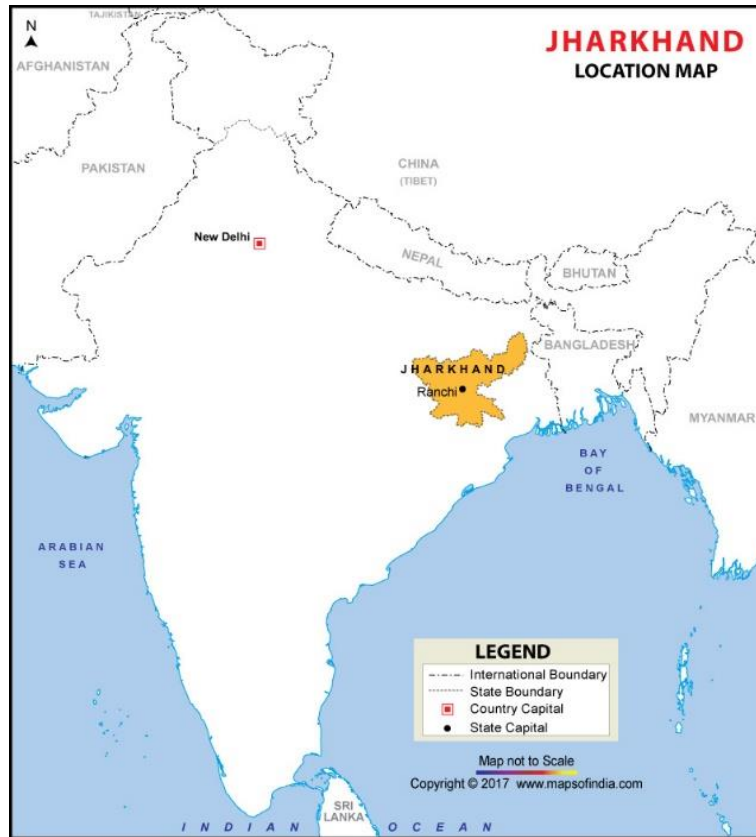 N
TAJIKISTAN
JHARKHAND
LOCATION MAP
AFGHANISTAN
PAKISTAN
CHINA
(TIBET)
New Delhi
NEPAL
BHUTAN
BANGLADESH
JHARKHAND
Ranchi
MYANMAR
BAY
OF
BENGAL
ARABIAN
SEA
LEGEND
International Boundary
State Boundary
Country Capital
State Capital
Map not to Scale
Copyright © 2017 www.mapsofindia.com
SRI
LANKA
INDIAN OCEAN